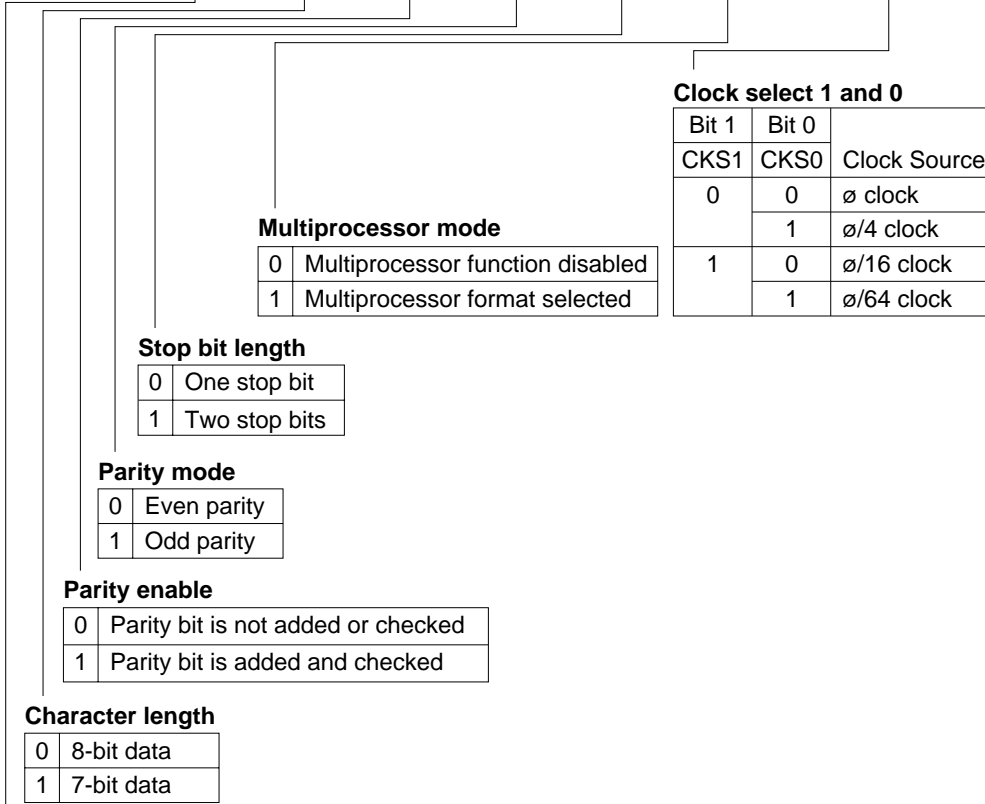 Clock select 1 and 0
Bit 1 Bit 0
CKS1 CKS0 Clock Source
0 0 ø clock
1 ø/4 clock
1 0 ø/16 clock
1 ø/64 clock
Multiprocessor mode
0 Multiprocessor function disabled
1 Multiprocessor format selected
Stop bit length
0 One stop bit
1 Two stop bits
Parity mode
0 Even parity
1 Odd parity
Parity enable
0 Parity bit is not added or checked
1 Parity bit is added and checked
Character length
0 8-bit data
1 7-bit data